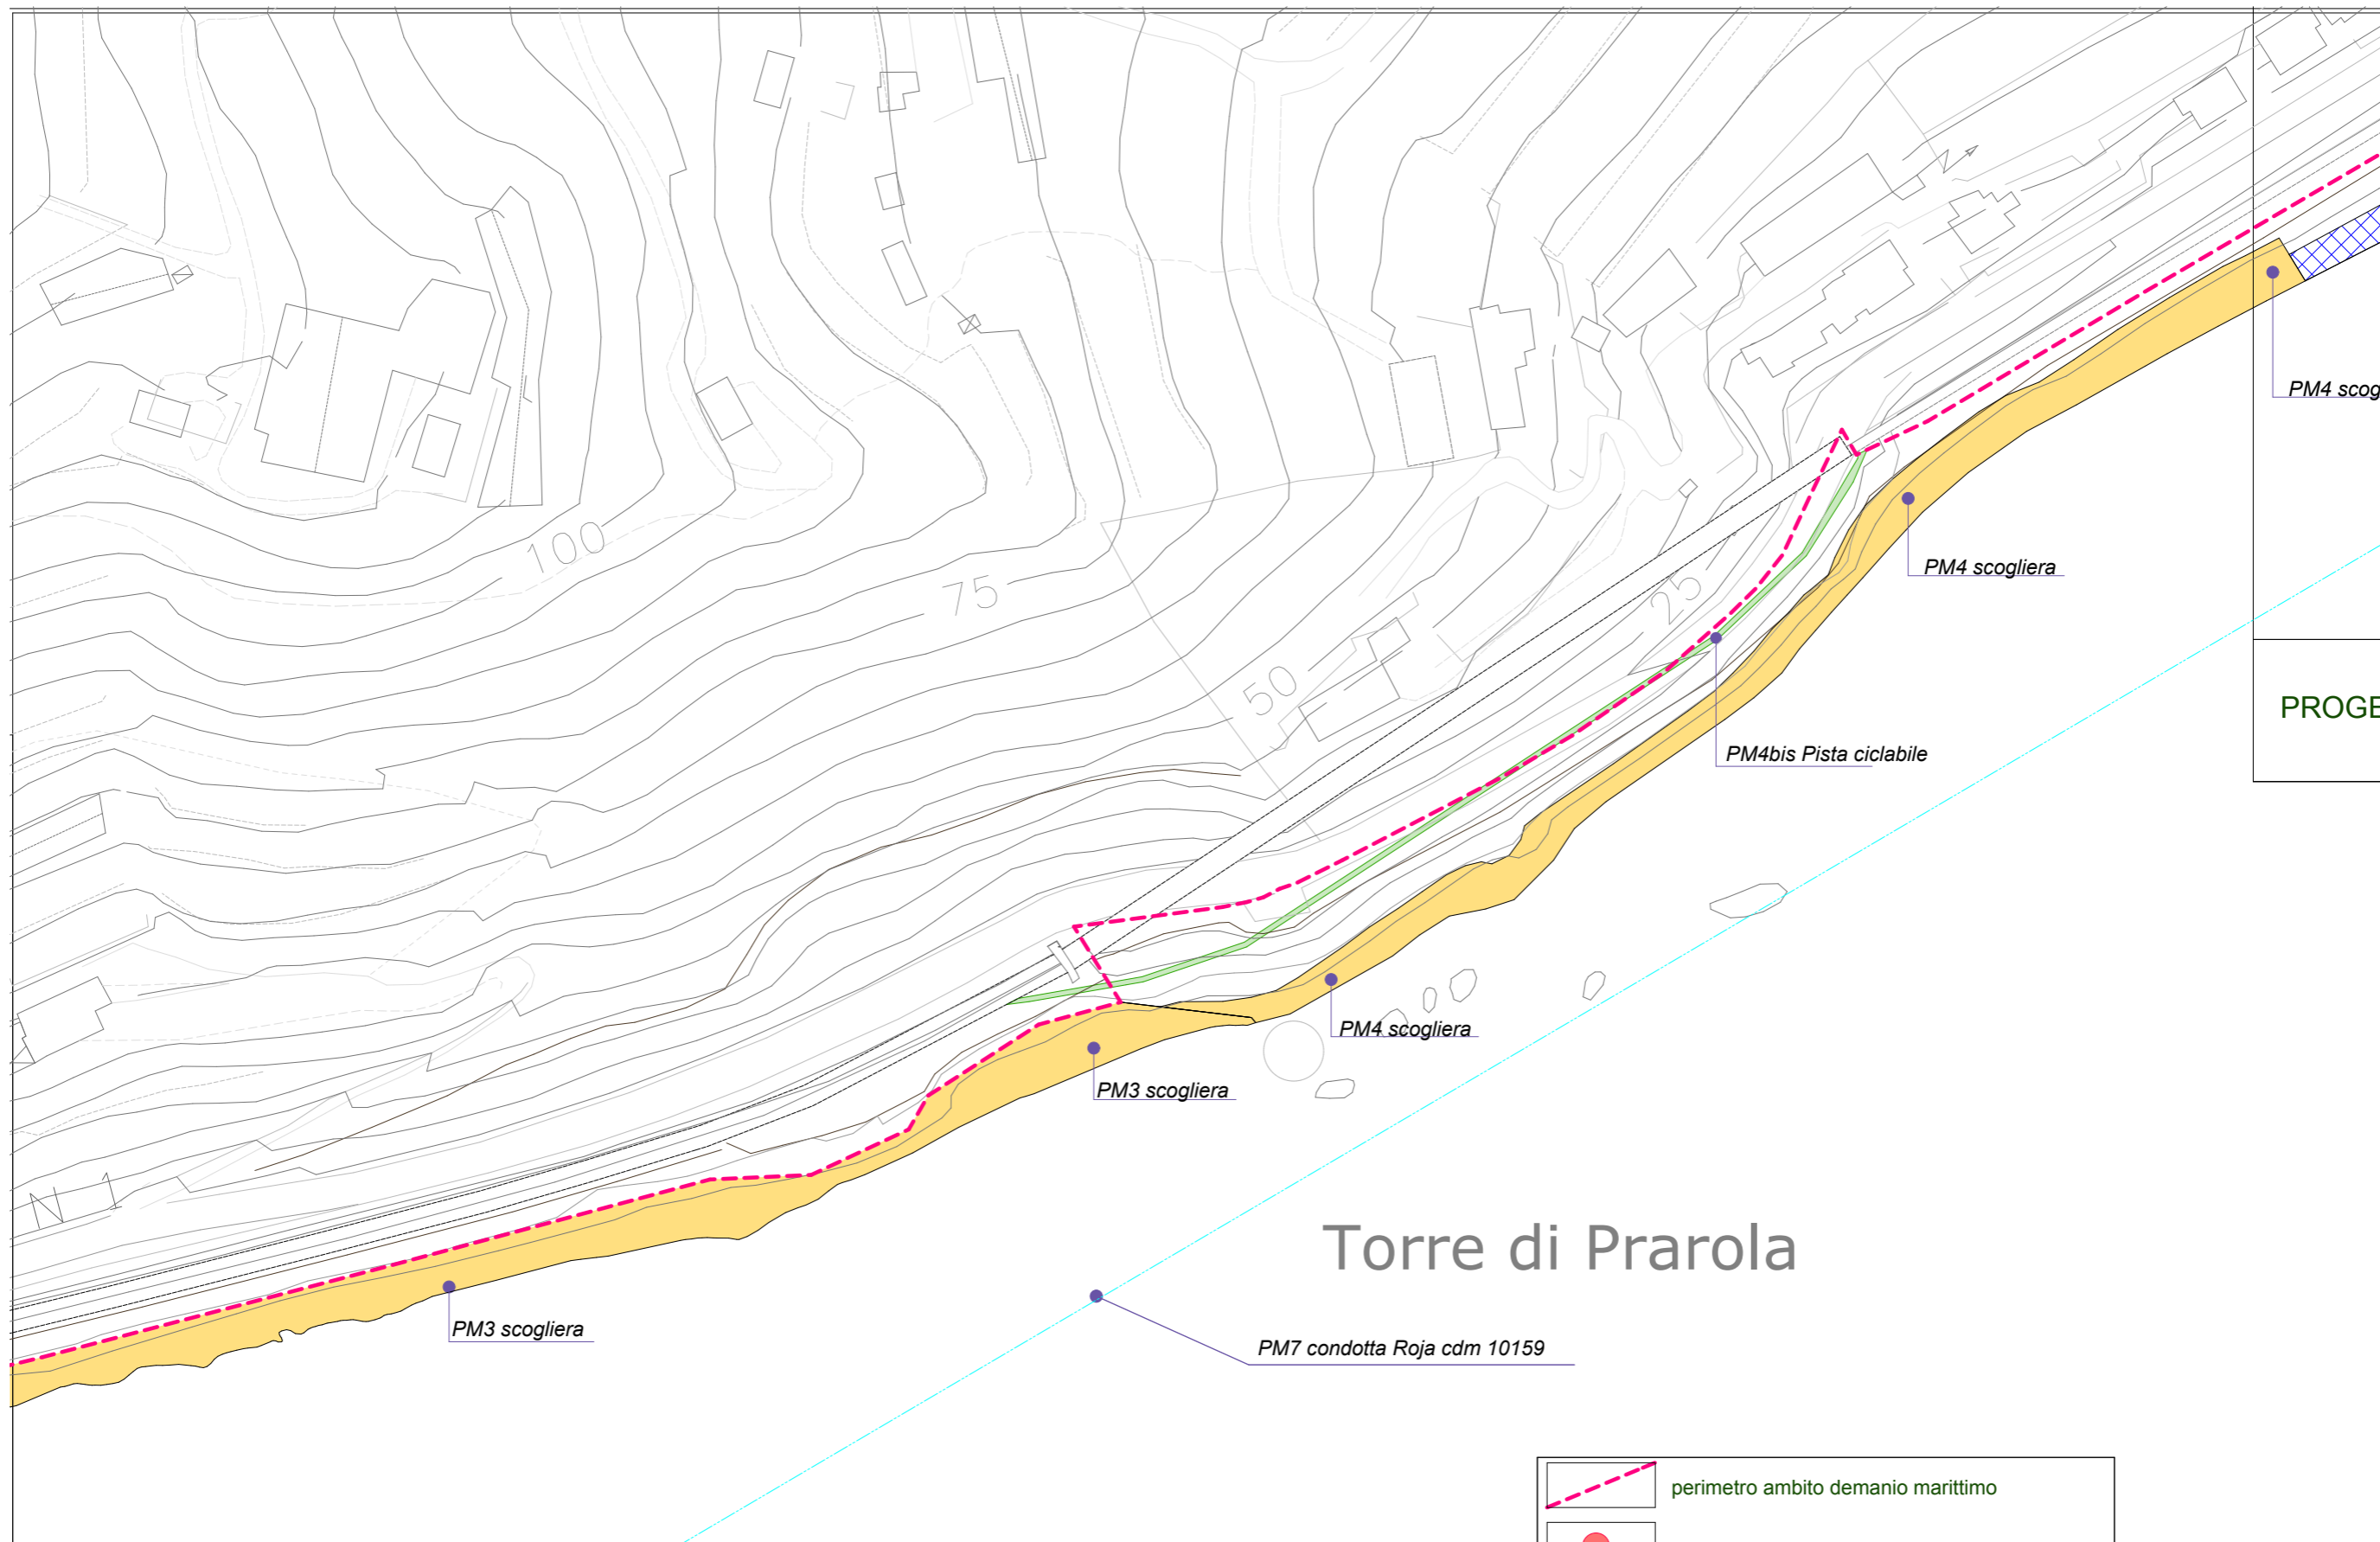 PM4 scog
100
PM4 scogliera
75
25
50
PROGE
PM4bis Pista ciclabile
PM4 scogliera
PM3 scogliera
N 1
Torre di Prarola
PM3 scogliera
PM7 condotta Roja cdm 10159
perimetro ambito demanio marittimo